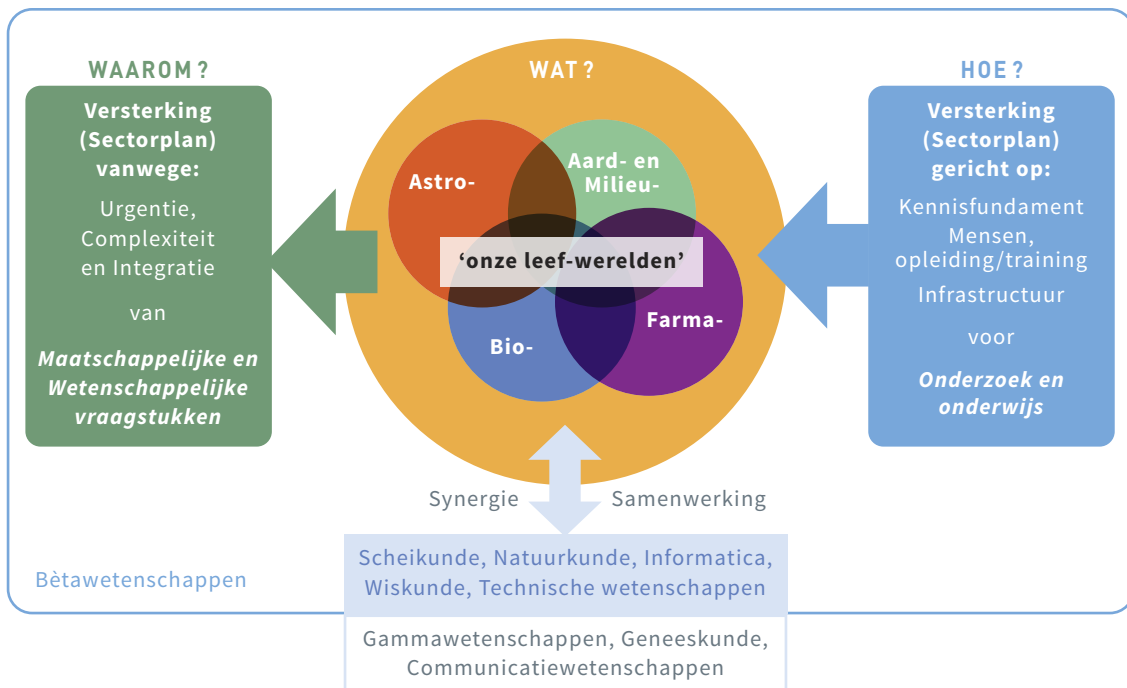 WAAROM?
Versterking
(Sectorplan)
vanwege:
Urgentie,
Complexiteit
en Integratie
van
Maatschappelijke en
Wetenschappelijke
vraagstukken
WAT?
Astro-
Aard- en
Milieu-
'onze leef-werelden'
Bio-
Farma-
HOE?
Versterking
(Sectorplan)
gericht op:
Kennisfundament
Mensen,
opleiding/training
Infrastructuur
voor
Onderzoek en
onderwijs
Synergie
Samenwerking
Scheikunde, Natuurkunde, Informatica,
Wiskunde, Technische wetenschappen
Bètawetenschappen
Gammawetenschappen, Geneeskunde,
Communicatiewetenschappen